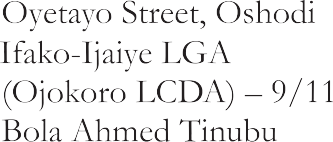 Oyetayo Street, Oshodi
Ifako-Ijaiye LGA
(Ojokoro LCDA) – 9/11
Bola Ahmed Tinubu